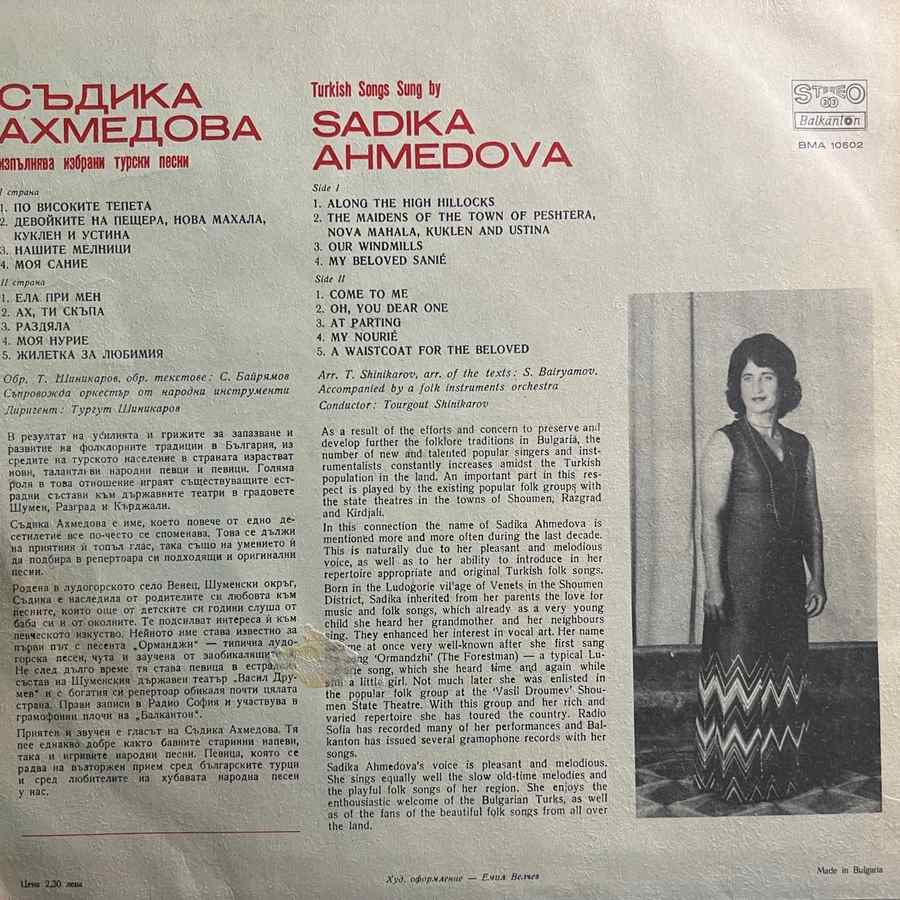 СЪДИКА
АХМЕДОВА
изпълнява избрани турски песни
I страна
1. ПО ВИСОКИТЕ ТЕПЕТА
2. ДЕВОЙКИТЕ НА ПЕЩЕРА, НОВА МАХАЛА,
КУКЛЕН И УСТИНА
3. НАШИТЕ МЕЛНИЦИ
4. МОЯ САНИЕ
II страна
1. ЕЛА ПРИ МЕН
2. АХ, ТИ СКЪПА
3. РАЗДЯЛА
4. МОЯ НУРИЕ
5. ЖИЛЕТКА ЗА ЛЮБИМИЯ
Обр. Т. Шиникаров, обр. текстове: С. Байрямов
Съпровожда оркестър от народни инструменти
Диригент: Тургут Шиникаров
В резултат на усилията и грижите за запазване и
развитие на фолклорните традиции в България, из
средите на турското население в страната израстват
нови, талантливи народни певци и певици. Голяма
роля в това отношение играят съществуващите ест-
радни състави към държавните театри в градовете
Шумен, Разград и Кърджали.
Съдика Ахмедова е име, което повече от едно де-
сетилетие все по-често се споменава. Това се дължи
на приятния ѝ топъл глас, така също на умението ѝ
да подбира в репертоара си подходящи и оригинални
песни.
Родена в лудогорското село Венец, Шуменски окръг,
Съдика е наследила от родителите си любовта към
песните, които още от детските си години слуша от
баба си и от околните. Те подсилват интереса ѝ към
певческото изкуство. Нейното име става известно за
първи път с песента „Орманджи“ — типична лудо-
горска песен, чута и заучена от заобикалящите
Не след дълго време тя става певица в естрад
състав на Шуменския държавен театър „Васил Дру-
мев“ и с богатия си репертоар обикаля почти цялата
страна. Прави записи в Радио София и участвува в
грамофонни плочи на „Балкантон“.
Приятен и звучен е гласът на Съдика Ахмедова. Тя
пее еднакво добре както бавните старинни напеви,
така и игривите народни песни. Певица, която се
радва на възторжен прием сред българските турци
и сред любителите на хубавата народна песен
у нас.
Цена 2,30 лева
Turkish Songs Sung by
SADIKA
AHMEDOVA
Side I
1. ALONG THE HIGH HILLOCKS
2. THE MAIDENS OF THE TOWN OF PESHTERA,
NOVA MAHALA, KUKLEN AND USTINA
3. OUR WINDMILLS
4. MY BELOVED SANIÉ
Side II
1. COME TO ME
2. OH, YOU DEAR ONE
3. AT PARTING
4. MY NOURIÉ
5. A WAISTCOAT FOR THE BELOVED
Arr. T. Shinikarov, arr. of the texts: S. Bairyamov.
Accompanied by a folk instruments orchestra
Conductor: Tourgout Shinikarov
As a result of the efforts and concern to preserve and
develop further the folklore traditions in Bulgaria, the
number of new and talented popular singers and inst-
rumentalists constantly increases amidst the Turkish
population in the land. An important part in this res-
pect is played by the existing popular folk groups with
the state theatres in the towns of Shoumen, Razgrad
and Kirdjali.
In this connection the name of Sadika Ahmedova is
mentioned more and more often during the last decade.
This is naturally due to her pleasant and melodious
voice, as well as to her ability to introduce in her
repertoire appropriate and original Turkish folk songs.
Born in the Ludogorie vil'age of Venets in the Shoumen
District, Sadika inherited from her parents the love for
music and folk songs, which already as a very young
child she heard her grandmother and her neighbours
sing. They enhanced her interest in vocal art. Her name
me at once very well-known after she first sang
ng 'Ormandzhi' (The Forestman) — a typical Lu-
ie song, which she heard time and again while
still a little girl. Not much later she was enlisted in
the popular folk group at the 'Vasil Droumev' Shou-
men State Theatre. With this group and her rich and
varied repertoire she has toured the country. Radio
Sofia has recorded many of her performances and Bal-
kanton has issued several gramophone records with her
songs.
Sadika Ahmedova's voice is pleasant and melodious.
She sings equally well the slow old-time melodies and
the playful folk songs of her region. She enjoys the
enthousiastic welcome of the Bulgarian Turks, as well
as of the fans of the beautiful folk songs from all over
the land.
Худ. оформление — Емил Велчев
STEREO
33
Balkanton
BMA 10602
Made in Bulgaria